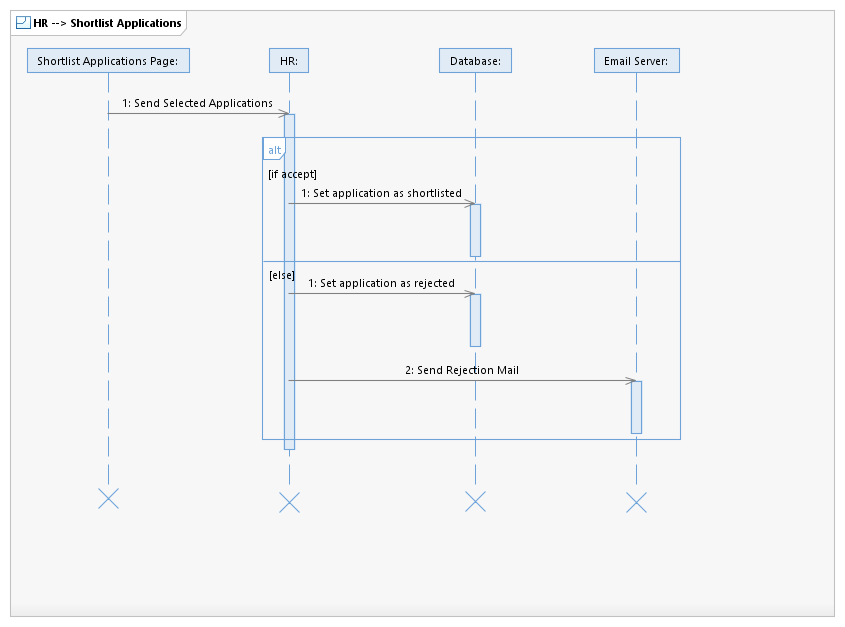 HR --> Shortlist Applications
Shortlist Applications Page:
HR:
Database:
Email Server:
1: Send Selected Applications
alt
[if accept]
1: Set application as shortlisted
[else]
1: Set application as rejected
2: Send Rejection Mail